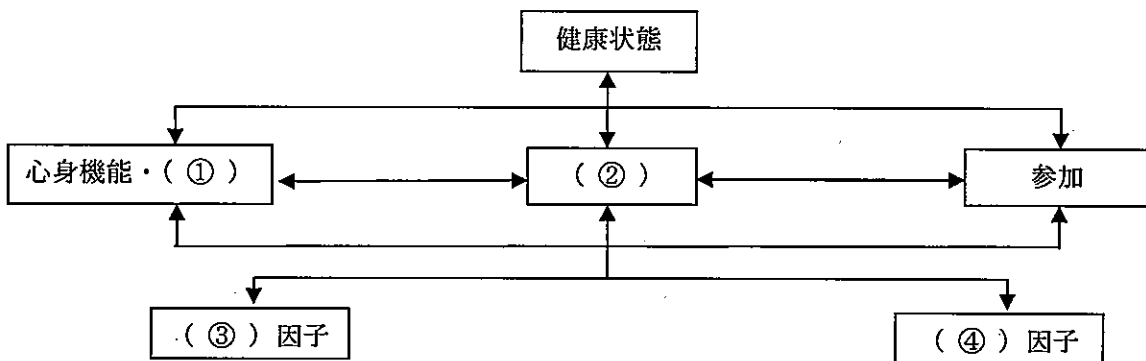 健康状態
心身機能・( ① )
( ② )
参加
( ③ ) 因子
( ④ ) 因子